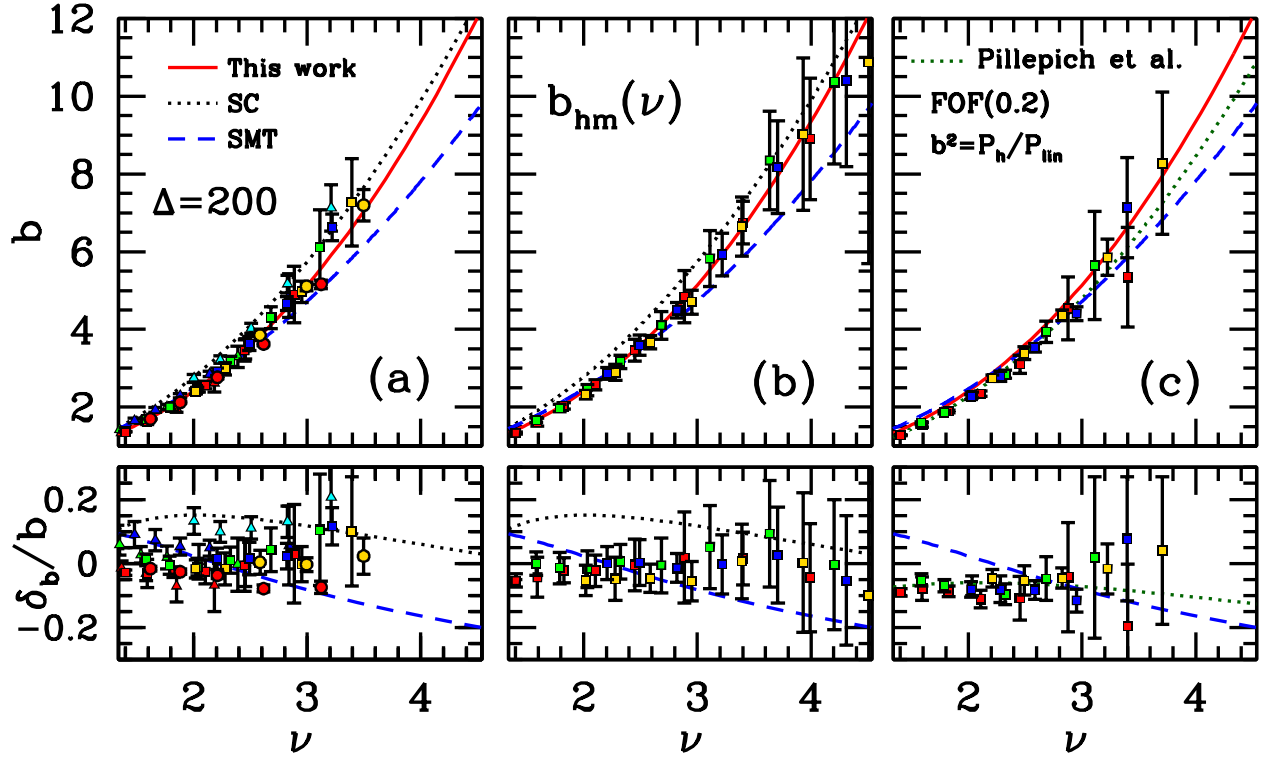 12
10
8
6
4
2
b
This work
SC
SMT
Δ=200
(a)
b_hm(ν)
(b)
Pillepich et al.
FOF(0.2)
b²=P_h/P_lin
(c)
0.2
0
−0.2
δ_b/b
2 3 4
2 3 4
2 3 4
ν
ν
ν